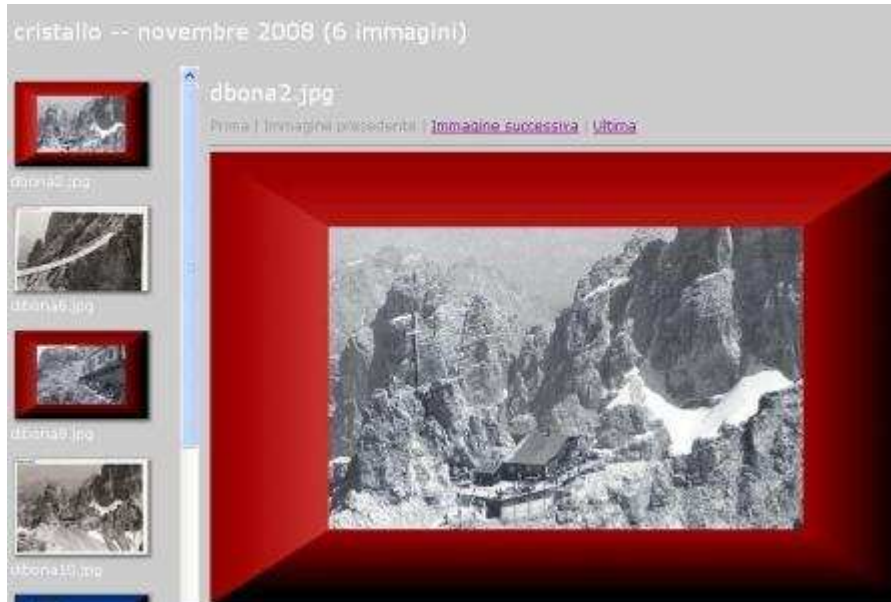 cristallo -- novembre 2008 (6 immagini)
dbona2.jpg
Prima | Immagine precedente | Immagine successiva | Ultima
dbona2.jpg
dbona6.jpg
dbona9.jpg
dbona10.jpg